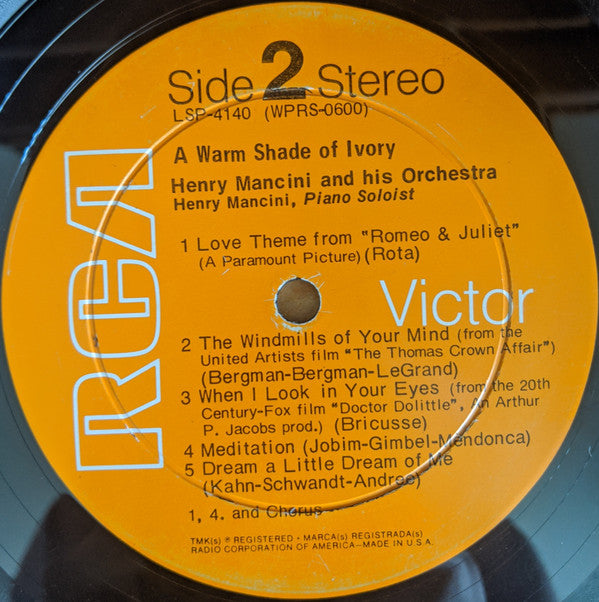 Side 2 Stereo
LSP-4140 (WPRS-0600)
A Warm Shade of Ivory
Henry Mancini and his Orchestra
Henry Mancini, Piano Soloist
1 Love Theme from "Romeo & Juliet"
(A Paramount Picture) (Rota)
RCA Victor
2 The Windmills of Your Mind (from the
United Artists film "The Thomas Crown Affair")
(Bergman-Bergman-LeGrand)
3 When I Look in Your Eyes (from the 20th
Century-Fox film "Doctor Dolittle", An Arthur
P. Jacobs prod.) (Bricusse)
4 Meditation (Jobim-Gimbel-Mendonca)
5 Dream a Little Dream of Me
(Kahn-Schwandt-Andree)
1, 4. and Chorus
TMK(s) ® REGISTERED • MARCA(s) REGISTRADA(s)
RADIO CORPORATION OF AMERICA—MADE IN U.S.A.